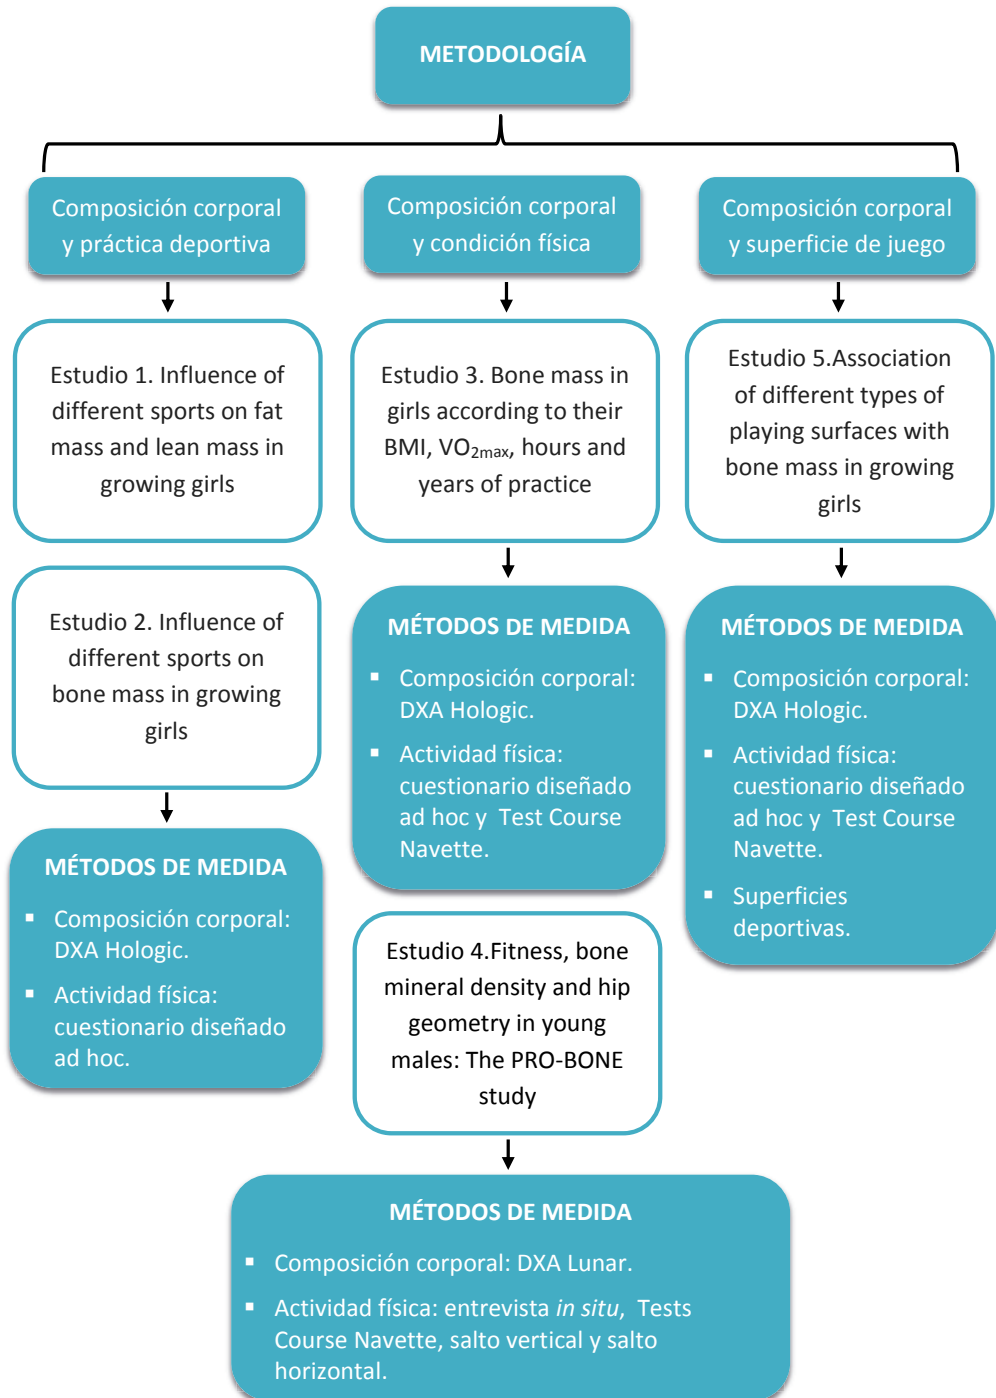 METODOLOGÍA
Composición corporal
y práctica deportiva
Composición corporal
y condición física
Composición corporal
y superficie de juego
Estudio 1. Influence of
different sports on fat
mass and lean mass in
growing girls
Estudio 2. Influence of
different sports on
bone mass in growing
girls
MÉTODOS DE MEDIDA
▪ Composición corporal:
DXA Hologic.
▪ Actividad física:
cuestionario diseñado
ad hoc.
Estudio 3. Bone mass in
girls according to their
BMI, VO2max, hours and
years of practice
MÉTODOS DE MEDIDA
▪ Composición corporal:
DXA Hologic.
▪ Actividad física:
cuestionario diseñado
ad hoc y Test Course
Navette.
Estudio 4.Fitness, bone
mineral density and hip
geometry in young
males: The PRO-BONE
study
MÉTODOS DE MEDIDA
▪ Composición corporal: DXA Lunar.
▪ Actividad física: entrevista in situ, Tests
Course Navette, salto vertical y salto
horizontal.
Estudio 5.Association
of different types of
playing surfaces with
bone mass in growing
girls
MÉTODOS DE MEDIDA
▪ Composición corporal:
DXA Hologic.
▪ Actividad física:
cuestionario diseñado
ad hoc y Test Course
Navette.
▪ Superficies
deportivas.